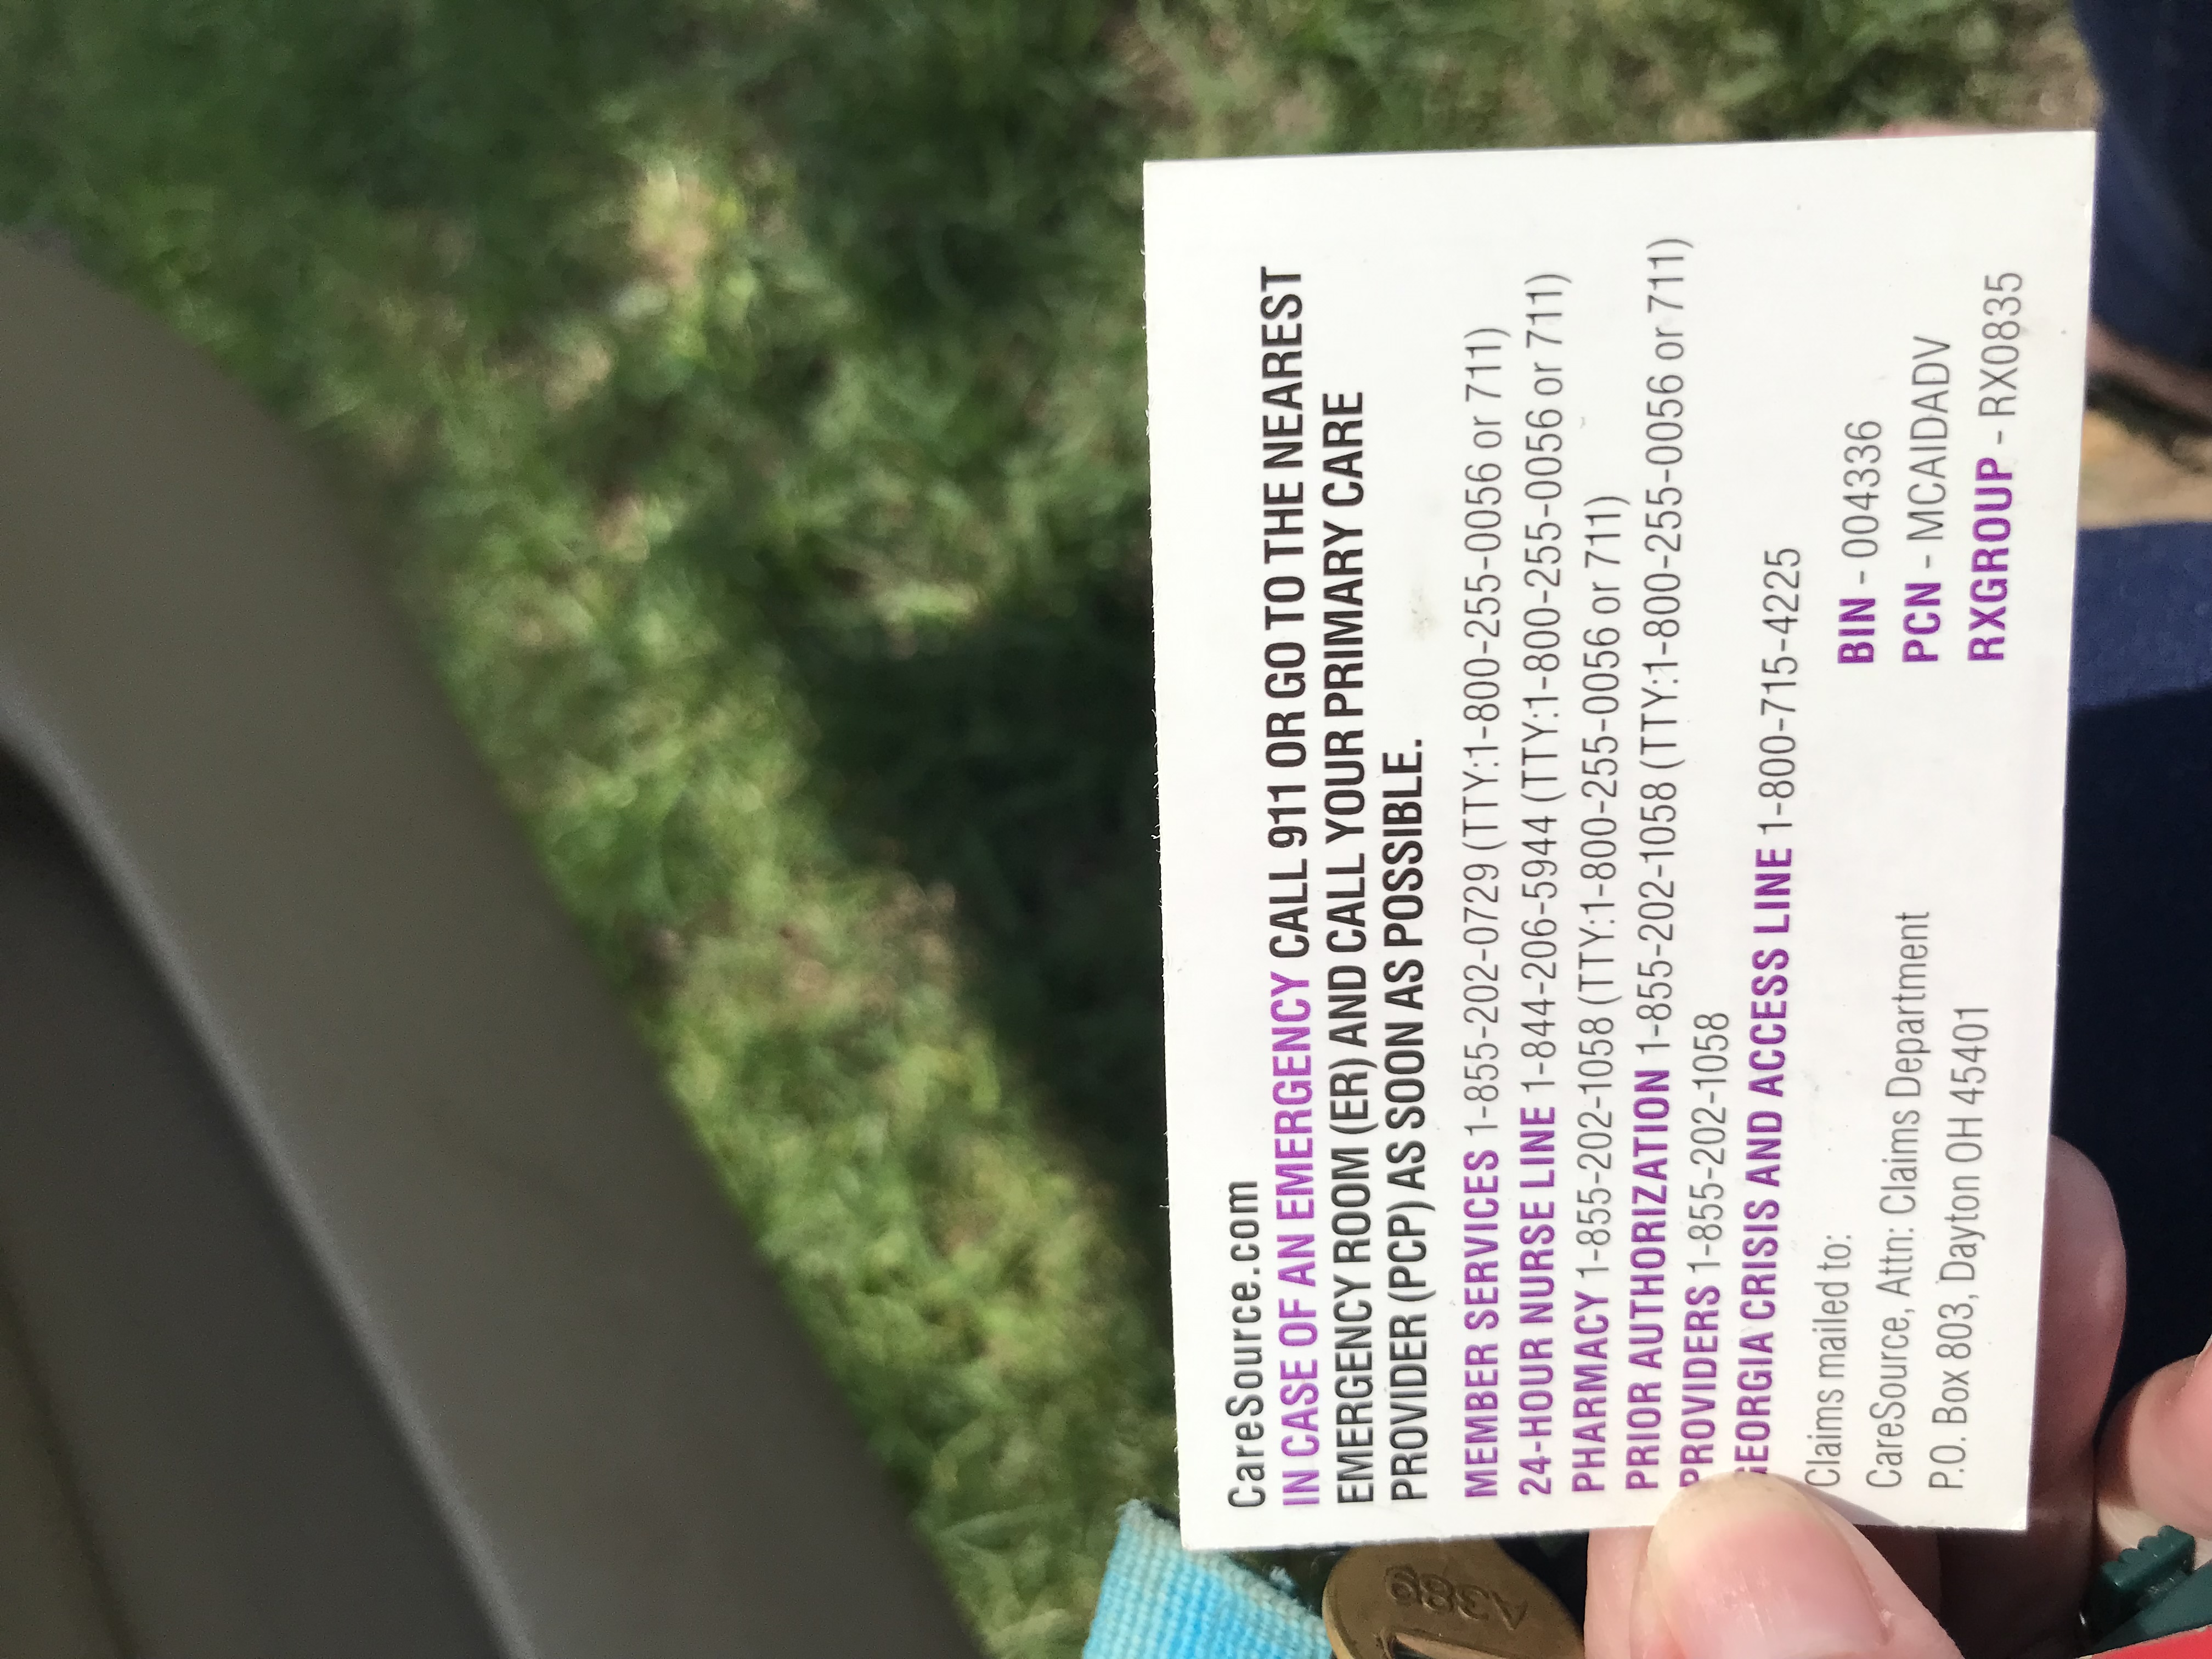 CareSource.com
IN CASE OF AN EMERGENCY CALL 911 OR GO TO THE NEAREST
EMERGENCY ROOM (ER) AND CALL YOUR PRIMARY CARE
PROVIDER (PCP) AS SOON AS POSSIBLE.
MEMBER SERVICES 1-855-202-0729 (TTY:1-800-255-0056 or 711)
24-HOUR NURSE LINE 1-844-206-5944 (TTY:1-800-255-0056 or 711)
PHARMACY 1-855-202-1058 (TTY:1-800-255-0056 or 711)
PRIOR AUTHORIZATION 1-855-202-1058 (TTY:1-800-255-0056 or 711)
PROVIDERS 1-855-202-1058
GEORGIA CRISIS AND ACCESS LINE 1-800-715-4225
Claims mailed to:
CareSource, Attn: Claims Department
P.O. Box 803, Dayton OH 45401
BIN - 004336
PCN - MCAIDADV
RXGROUP - RX0835
A389